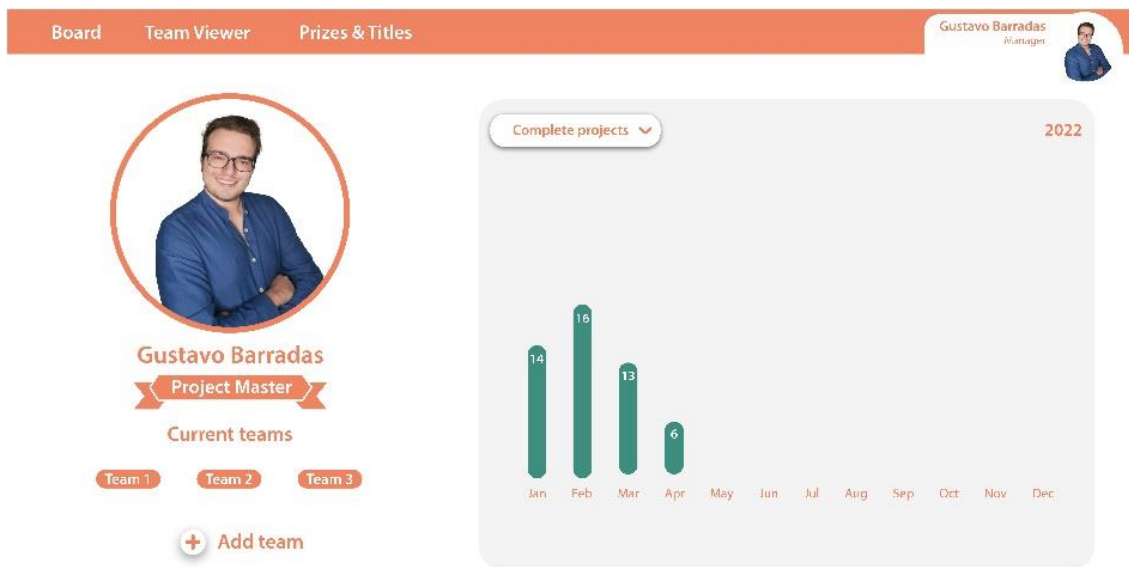 Board Team Viewer Prizes & Titles
Gustavo Barradas
Manager
Gustavo Barradas
Project Master
Current teams
Team 1 Team 2 Team 3
Add team
Complete projects
2022
14 16 13 6
Jan Feb Mar Apr May Jun Jul Aug Sep Oct Nov Dec